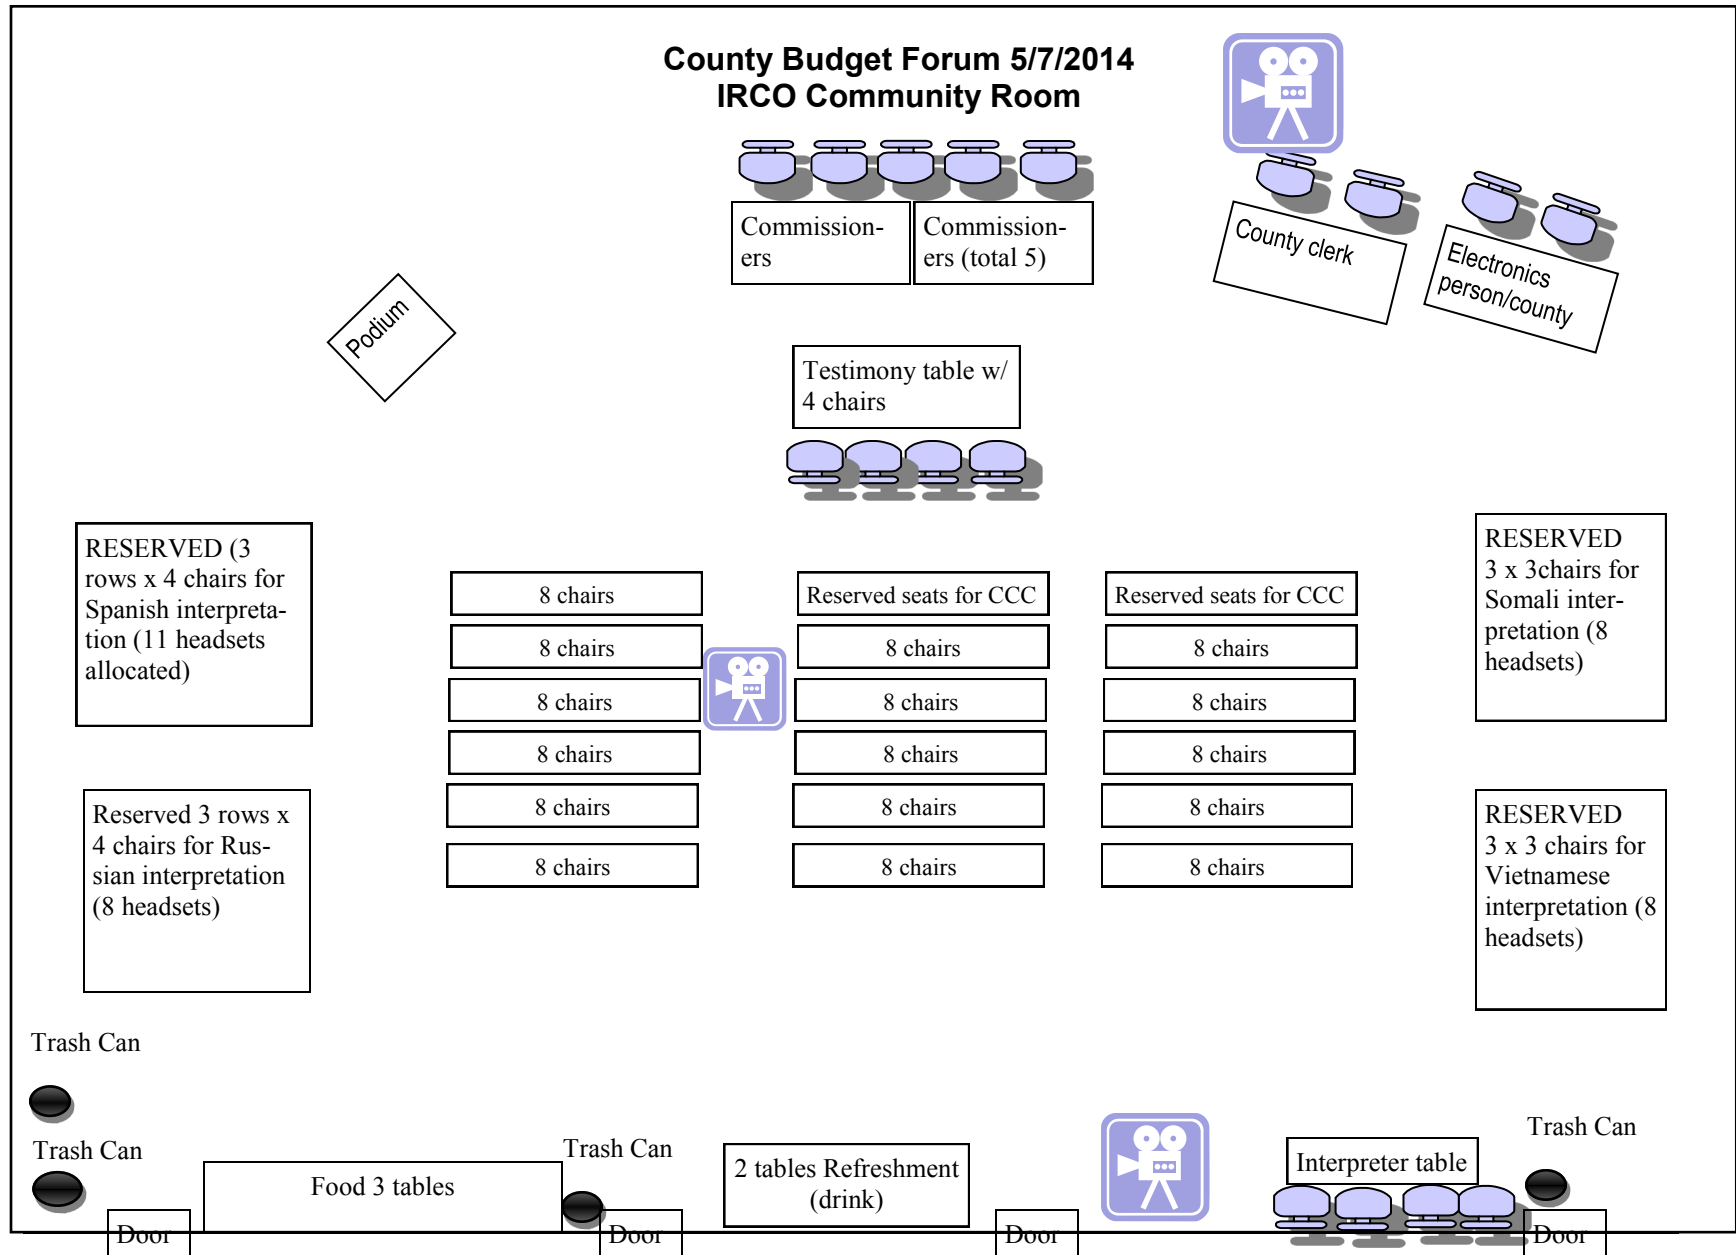 County Budget Forum 5/7/2014
IRCO Community Room
Commission-
ers
Commission-
ers (total 5)
County clerk
Electronics
person/county
Podium
Testimony table w/
4 chairs
RESERVED (3
rows x 4 chairs for
Spanish interpreta-
tion (11 headsets
allocated)
Reserved 3 rows x
4 chairs for Rus-
sian interpretation
(8 headsets)
8 chairs
8 chairs
8 chairs
8 chairs
8 chairs
8 chairs
Reserved seats for CCC
8 chairs
8 chairs
8 chairs
8 chairs
8 chairs
Reserved seats for CCC
8 chairs
8 chairs
8 chairs
8 chairs
8 chairs
RESERVED
3 x 3chairs for
Somali inter-
pretation (8
headsets)
RESERVED
3 x 3 chairs for
Vietnamese
interpretation (8
headsets)
Trash Can
Trash Can
Food 3 tables
Trash Can
2 tables Refreshment
(drink)
Interpreter table
Trash Can
Door
Door
Door
Door